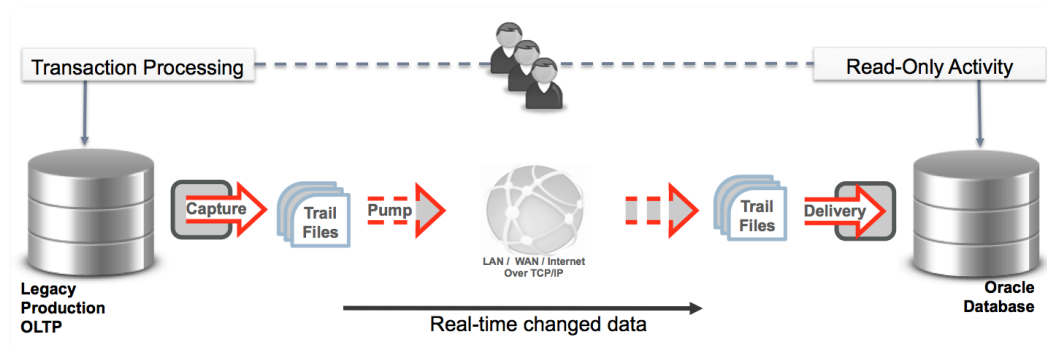 Transaction Processing
Read-Only Activity
Capture
Trail
Files
Pump
LAN / WAN / Internet
Over TCP/IP
Trail
Files
Delivery
Legacy
Production
OLTP
Oracle
Database
Real-time changed data